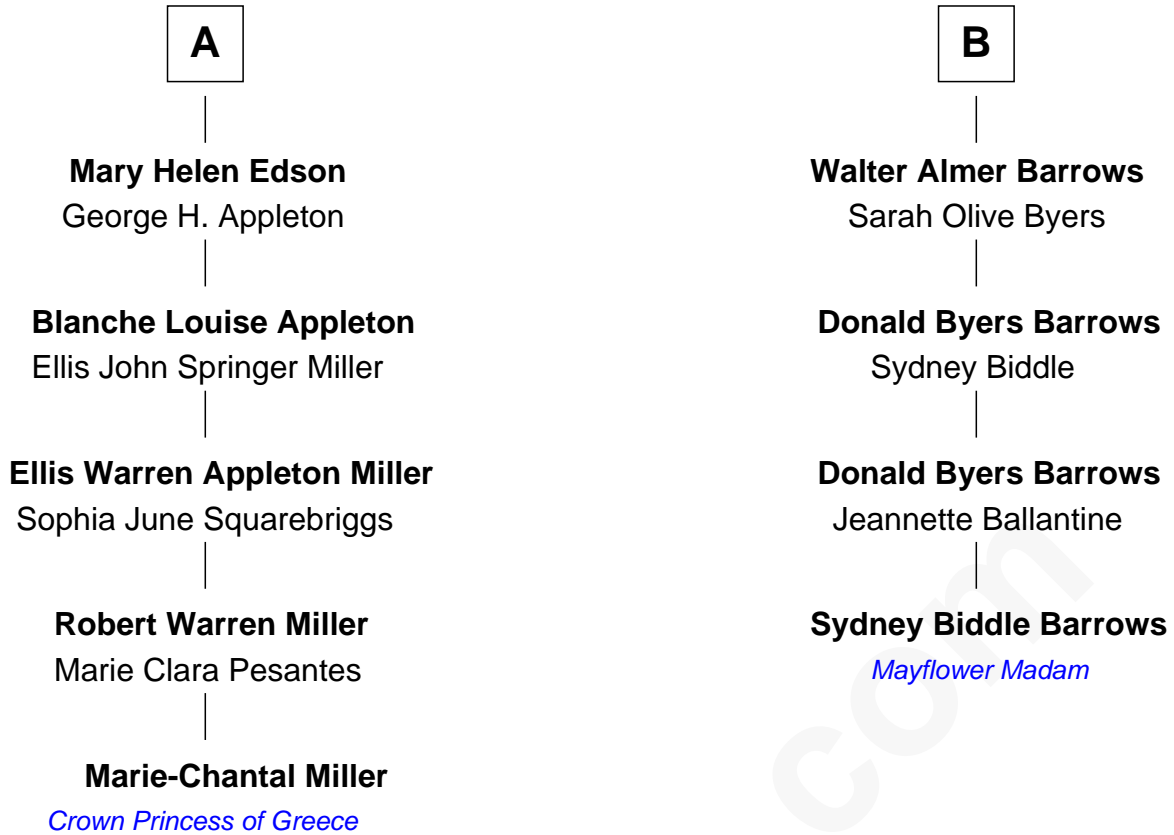 A
Mary Helen Edson
George H. Appleton
Blanche Louise Appleton
Ellis John Springer Miller
Ellis Warren Appleton Miller
Sophia June Squarebriggs
Robert Warren Miller
Marie Clara Pesantes
Marie-Chantal Miller
Crown Princess of Greece
B
Walter Almer Barrows
Sarah Olive Byers
Donald Byers Barrows
Sydney Biddle
Donald Byers Barrows
Jeannette Ballantine
Sydney Biddle Barrows
Mayflower Madam
com